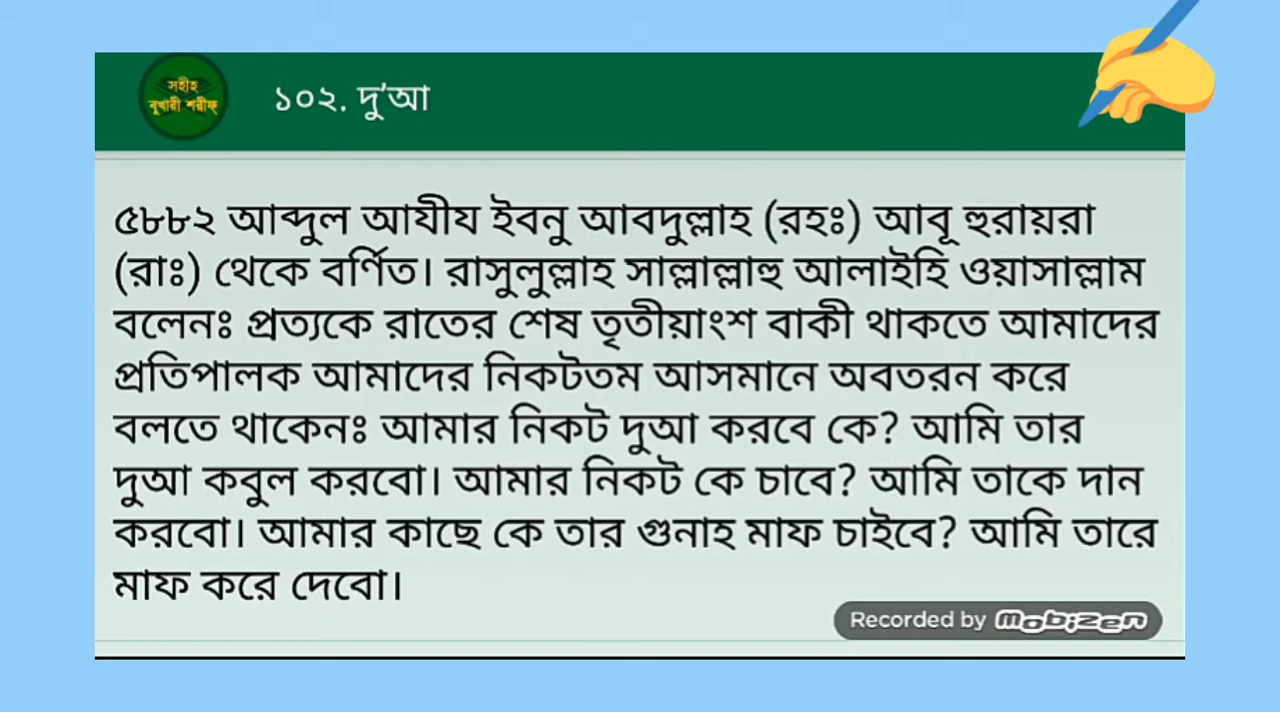 সহীহ
বুখারী শরীফ
১০২. দু'আ
৫৮৮২ আব্দুল আযীয ইবনু আবদুল্লাহ (রহঃ) আবূ হুরায়রা
(রাঃ) থেকে বর্ণিত। রাসুলুল্লাহ সাল্লাল্লাহু আলাইহি ওয়াসাল্লাম
বলেনঃ প্রত্যকে রাতের শেষ তৃতীয়াংশ বাকী থাকতে আমাদের
প্রতিপালক আমাদের নিকটতম আসমানে অবতরন করে
বলতে থাকেনঃ আমার নিকট দুআ করবে কে? আমি তার
দুআ কবুল করবো। আমার নিকট কে চাবে? আমি তাকে দান
করবো। আমার কাছে কে তার গুনাহ মাফ চাইবে? আমি তারে
মাফ করে দেবো।
Recorded by mobizen